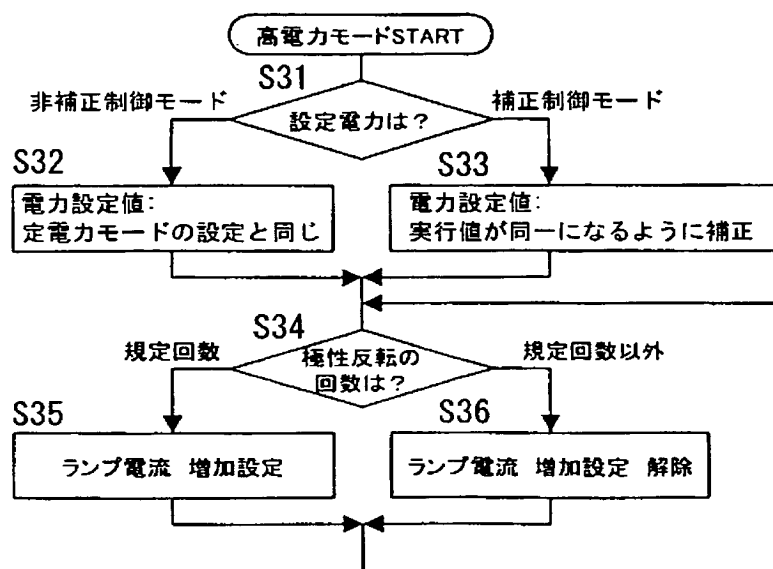 高電力モードSTART
S31
非補正制御モード
補正制御モード
設定電力は?
S32
S33
電力設定値:
定電力モードの設定と同じ
電力設定値:
実行値が同一になるように補正
S34
規定回数
規定回数以外
極性反転の
回数は?
S35
S36
ランプ電流 増加設定
ランプ電流 増加設定 解除